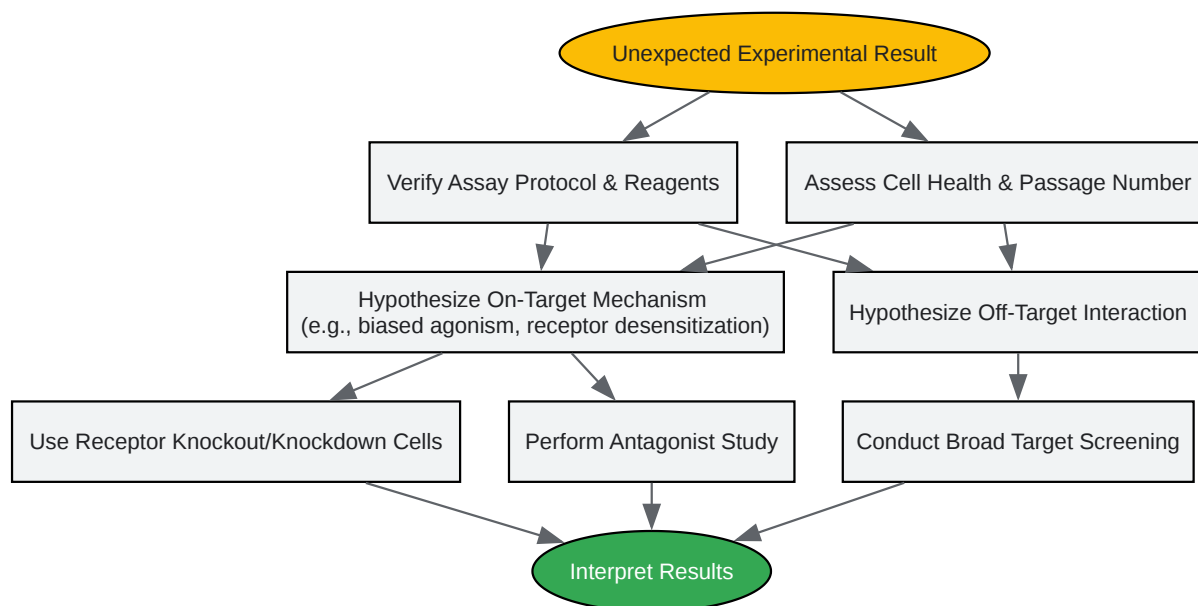 Unexpected Experimental Result
Verify Assay Protocol & Reagents
Assess Cell Health & Passage Number
Hypothesize On-Target Mechanism
(e.g., biased agonism, receptor desensitization)
Hypothesize Off-Target Interaction
Use Receptor Knockout/Knockdown Cells
Perform Antagonist Study
Conduct Broad Target Screening
Interpret Results